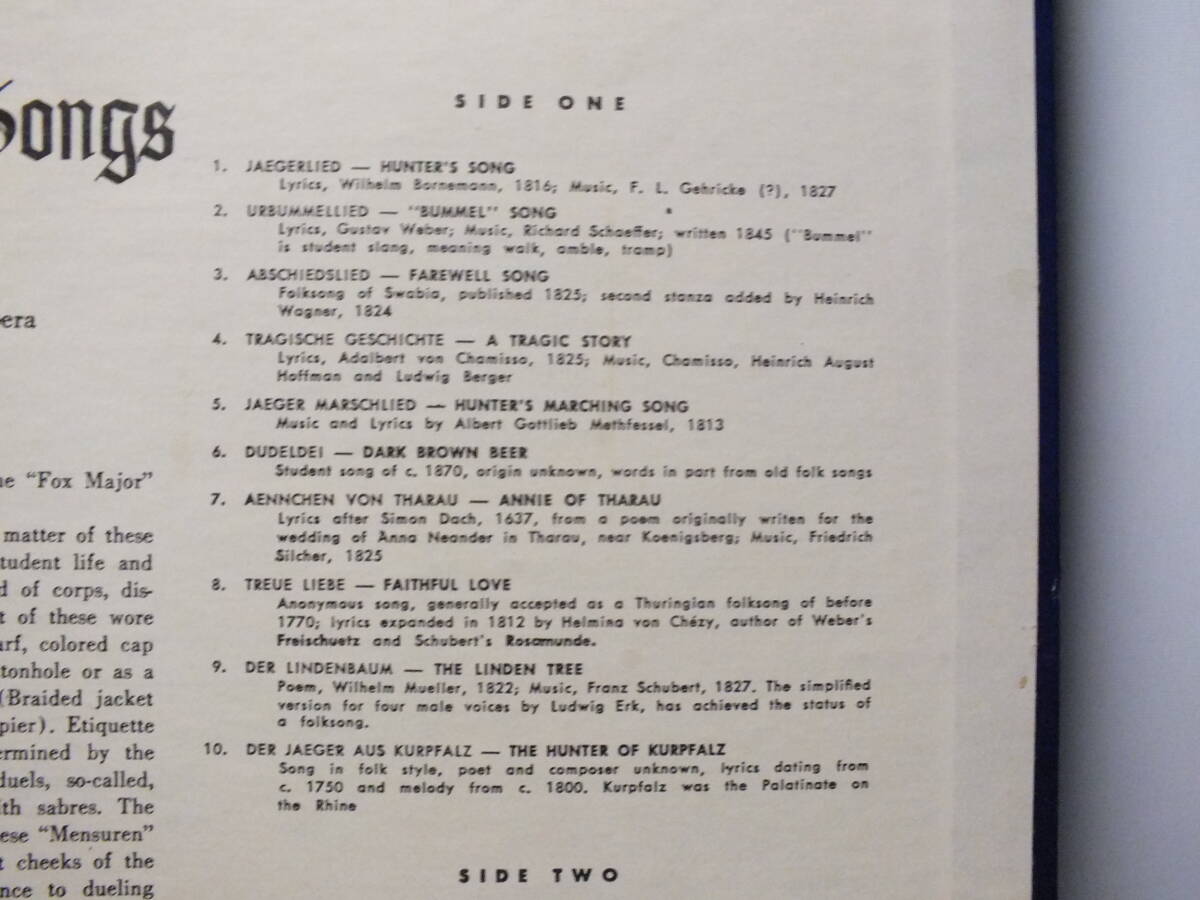 Songs
era
"Fox Major"
matter of these
student life and
of corps, dis-
of these wore
colored cap
tonhole or as a
(Braided jacket
pier). Etiquette
ermined by the
duels, so-called,
with sabres. The
"Mensuren"
cheeks of the
nce to dueling
SIDE ONE
1. JAEGERLIED — HUNTER'S SONG
Lyrics, Wilhelm Bornemann, 1816; Music, F. L. Gehricke (?), 1827
2. URBUMMELLIED — "BUMMEL" SONG
Lyrics, Gustav Weber; Music, Richard Schaeffer; written 1845 ("Bummel"
is student slang, meaning walk, amble, tramp)
3. ABSCHIEDSLIED — FAREWELL SONG
Folksong of Swabia, published 1825; second stanza added by Heinrich
Wagner, 1824
4. TRAGISCHE GESCHICHTE — A TRAGIC STORY
Lyrics, Adalbert von Chamisso, 1825; Music, Chamisso, Heinrich August
Hoffman and Ludwig Berger
5. JAEGER MARSCHLIED — HUNTER'S MARCHING SONG
Music and Lyrics by Albert Gottlieb Methfessel, 1813
6. DUDELDEI — DARK BROWN BEER
Student song of c. 1870, origin unknown, words in part from old folk songs
7. AENNCHEN VON THARAU — ANNIE OF THARAU
Lyrics after Simon Dach, 1637, from a poem originally writen for the
wedding of Anna Neander in Tharau, near Koenigsberg; Music, Friedrich
Silcher, 1825
8. TREUE LIEBE — FAITHFUL LOVE
Anonymous song, generally accepted as a Thuringian folksong of before
1770; lyrics expanded in 1812 by Helmina von Chézy, author of Weber's
Freischuetz and Schubert's Rosamunde.
9. DER LINDENBAUM — THE LINDEN TREE
Poem, Wilhelm Mueller, 1822; Music, Franz Schubert, 1827. The simplified
version for four male voices by Ludwig Erk, has achieved the status of
a folksong.
10. DER JAEGER AUS KURPFALZ — THE HUNTER OF KURPFALZ
Song in folk style, poet and composer unknown, lyrics dating from
c. 1750 and melody from c. 1800. Kurpfalz was the Palatinate on
the Rhine
SIDE TWO